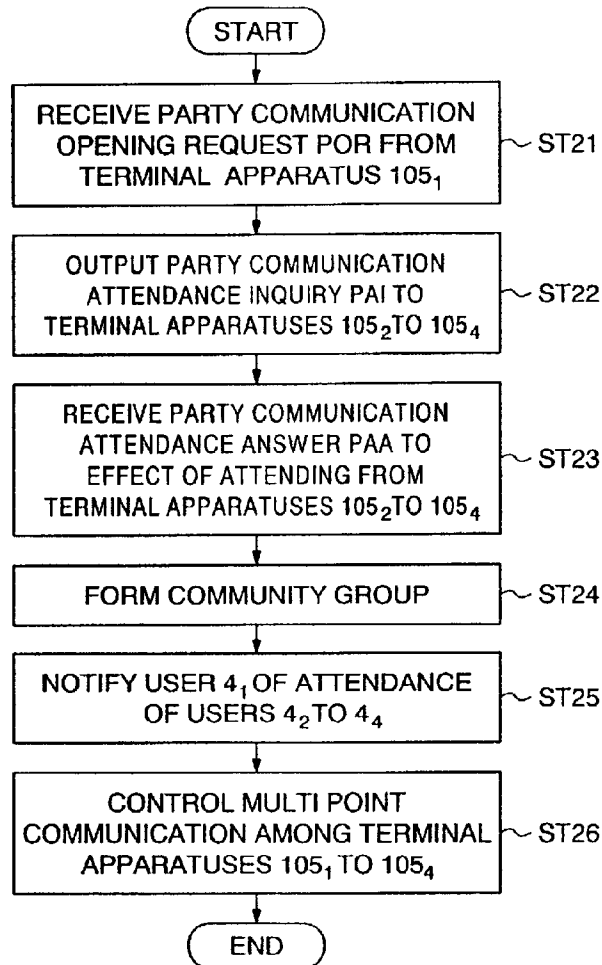 START
RECEIVE PARTY COMMUNICATION
OPENING REQUEST POR FROM
TERMINAL APPARATUS 105₁
ST21
OUTPUT PARTY COMMUNICATION
ATTENDANCE INQUIRY PAI TO
TERMINAL APPARATUSES 105₂ TO 105₄
ST22
RECEIVE PARTY COMMUNICATION
ATTENDANCE ANSWER PAA TO
EFFECT OF ATTENDING FROM
TERMINAL APPARATUSES 105₂ TO 105₄
ST23
FORM COMMUNITY GROUP
ST24
NOTIFY USER 4₁ OF ATTENDANCE
OF USERS 4₂ TO 4₄
ST25
CONTROL MULTI POINT
COMMUNICATION AMONG TERMINAL
APPARATUSES 105₁ TO 105₄
ST26
END